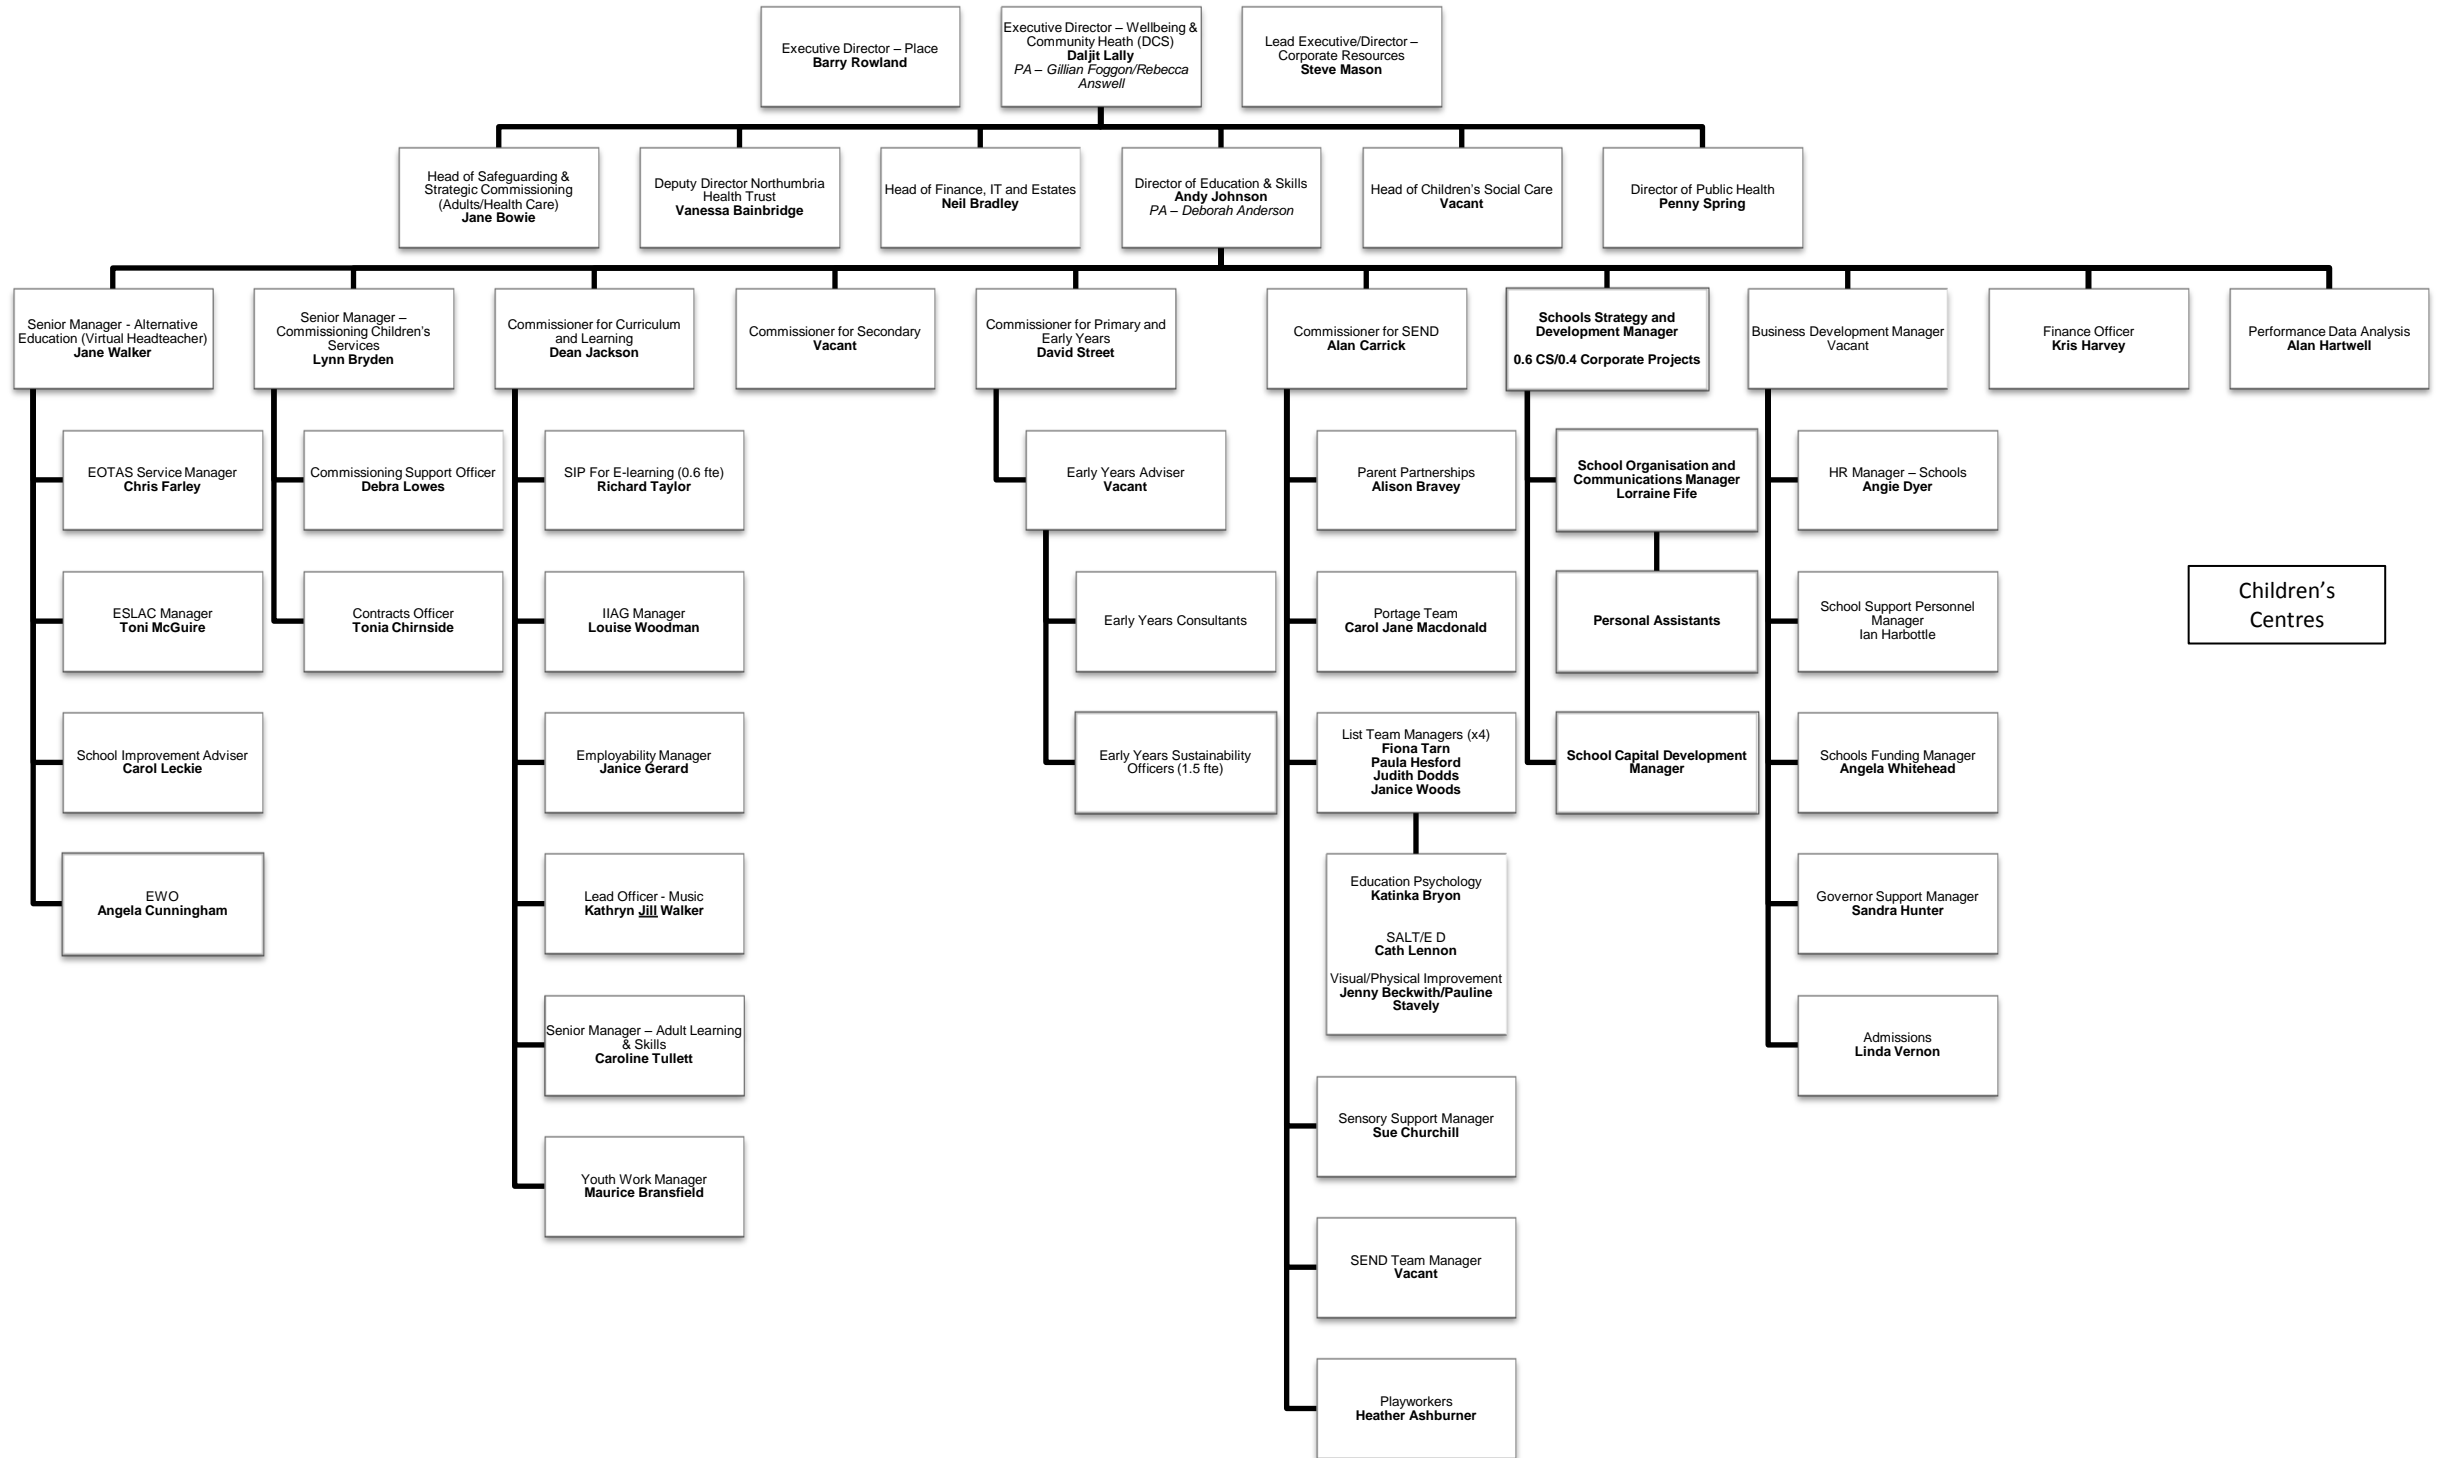 Executive Director – Place
Barry Rowland
Executive Director – Wellbeing &
Community Heath (DCS)
Daljit Lally
PA – Gillian Foggon/Rebecca
Answell
Lead Executive/Director –
Corporate Resources
Steve Mason
Head of Safeguarding &
Strategic Commissioning
(Adults/Health Care)
Jane Bowie
Deputy Director Northumbria
Health Trust
Vanessa Bainbridge
Head of Finance, IT and Estates
Neil Bradley
Director of Education & Skills
Andy Johnson
PA – Deborah Anderson
Head of Children's Social Care
Vacant
Director of Public Health
Penny Spring
Senior Manager - Alternative
Education (Virtual Headteacher)
Jane Walker
Senior Manager –
Commissioning Children's
Services
Lynn Bryden
Commissioner for Curriculum
and Learning
Dean Jackson
Commissioner for Secondary
Vacant
Commissioner for Primary and
Early Years
David Street
Commissioner for SEND
Alan Carrick
Schools Strategy and
Development Manager
0.6 CS/0.4 Corporate Projects
Business Development Manager
Vacant
Finance Officer
Kris Harvey
Performance Data Analysis
Alan Hartwell
EOTAS Service Manager
Chris Farley
ESLAC Manager
Toni McGuire
School Improvement Adviser
Carol Leckie
EWO
Angela Cunningham
Commissioning Support Officer
Debra Lowes
Contracts Officer
Tonia Chirnside
SIP For E-learning (0.6 fte)
Richard Taylor
IIAG Manager
Louise Woodman
Employability Manager
Janice Gerard
Lead Officer - Music
Kathryn Jill Walker
Senior Manager – Adult Learning
& Skills
Caroline Tullett
Youth Work Manager
Maurice Bransfield
Early Years Adviser
Vacant
Early Years Consultants
Early Years Sustainability
Officers (1.5 fte)
Parent Partnerships
Alison Bravey
Portage Team
Carol Jane Macdonald
List Team Managers (x4)
Fiona Tarn
Paula Hesford
Judith Dodds
Janice Woods
Education Psychology
Katinka Bryon
SALT/E D
Cath Lennon
Visual/Physical Improvement
Jenny Beckwith/Pauline
Stavely
Sensory Support Manager
Sue Churchill
SEND Team Manager
Vacant
Playworkers
Heather Ashburner
School Organisation and
Communications Manager
Lorraine Fife
Personal Assistants
School Capital Development
Manager
HR Manager – Schools
Angie Dyer
School Support Personnel
Manager
Ian Harbottle
Schools Funding Manager
Angela Whitehead
Governor Support Manager
Sandra Hunter
Admissions
Linda Vernon
Children's
Centres